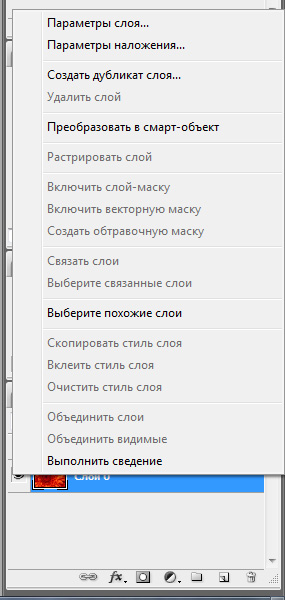 Параметры слоя...
Параметры наложения...
Создать дубликат слоя...
Удалить слой
Преобразовать в смарт-объект
Растрировать слой
Включить слой-маску
Включить векторную маску
Создать обтравочную маску
Связать слои
Выберите связанные слои
Выберите похожие слои
Скопировать стиль слоя
Вклеить стиль слоя
Очистить стиль слоя
Объединить слои
Объединить видимые
Выполнить сведение
Слой 0
fx